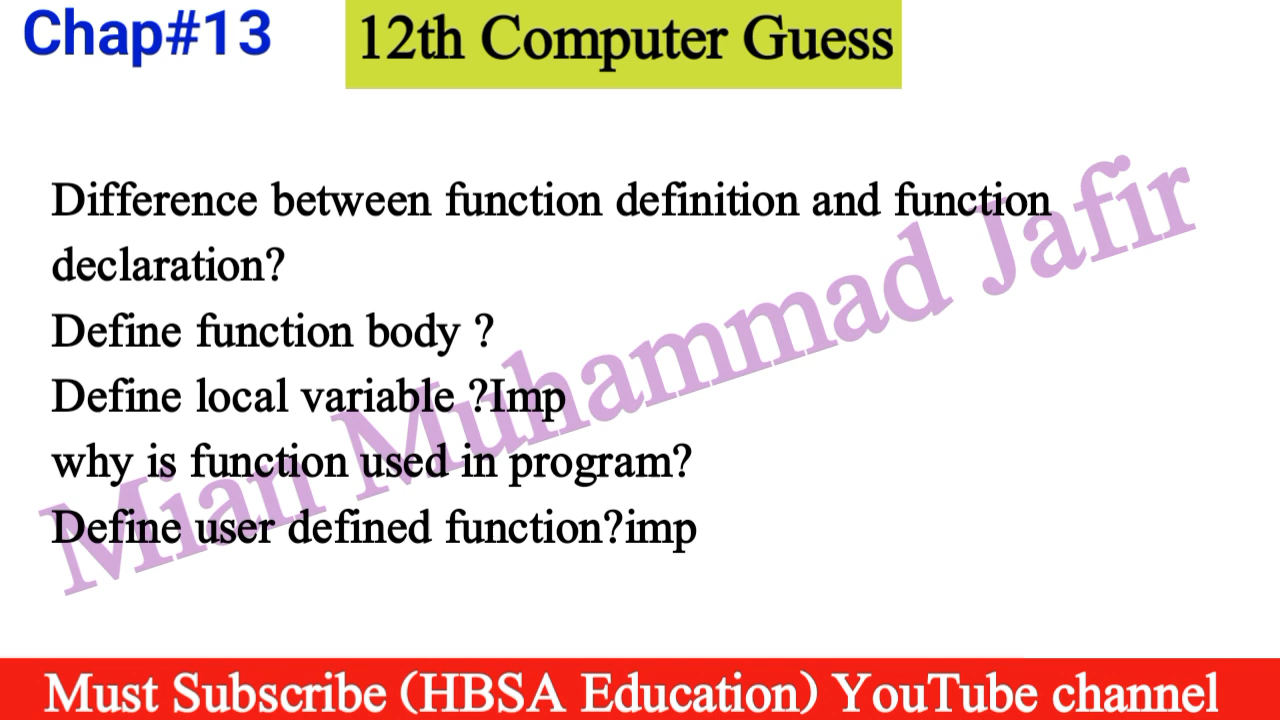 Chap#13
12th Computer Guess
Difference between function definition and function
declaration?
Define function body ?
Define local variable ?Imp
why is function used in program?
Define user defined function?imp
Mian Muhammad Jafir
Must Subscribe (HBSA Education) YouTube channel